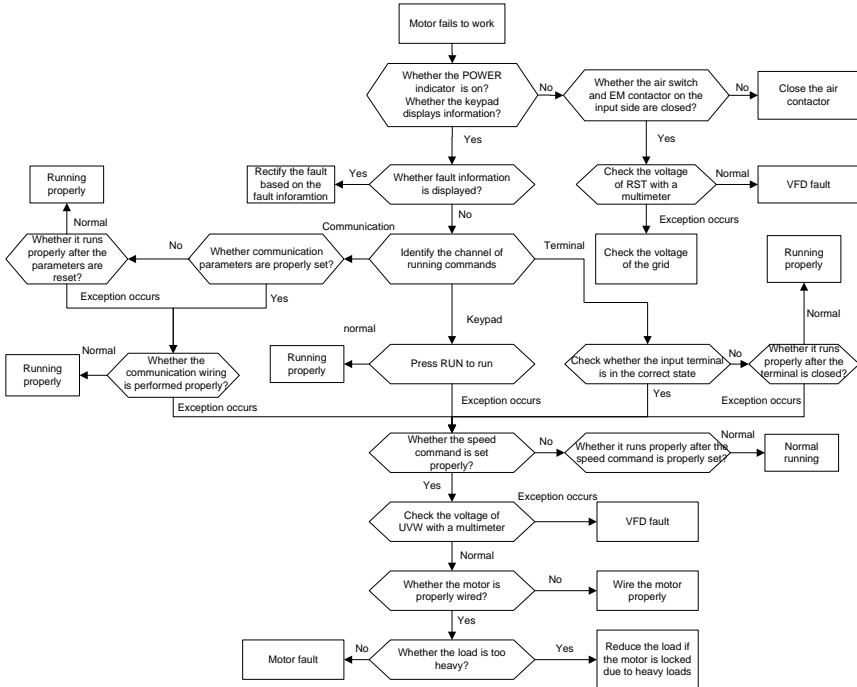 Motor fails to work
Whether the POWER
indicator is on?
Whether the keypad
displays information?
No
Whether the air switch
and EM contactor on the
input side are closed?
No
Close the air
contactor
Yes
Yes
Rectify the fault
based on the
fault inforamtion
Yes
Whether fault information
is displayed?
Check the voltage
of RST with a
multimeter
Normal
VFD fault
Running
properly
Normal
No
Exception occurs
Communication
Whether it runs
properly after the
parameters are
reset?
No
Whether communication
parameters are properly set?
Identify the channel of
running commands
Terminal
Check the voltage
of the grid
Running
properly
Exception occurs
Yes
Keypad
Normal
Running
properly
Normal
Whether the
communication wiring
is performed properly?
normal
Running
properly
Press RUN to run
Check whether the input terminal
is in the correct state
No
Whether it runs
properly after the
terminal is closed?
Exception occurs
Exception occurs
Yes
Exception occurs
Whether the speed
command is set
properly?
No
Whether it runs properly after the
speed command is properly set?
Normal
Normal
running
Yes
Check the voltage of
UVW with a multimeter
Exception occurs
VFD fault
Normal
Whether the motor is
properly wired?
No
Wire the motor
properly
Yes
Motor fault
No
Whether the load is too
heavy?
Yes
Reduce the load if
the motor is locked
due to heavy loads